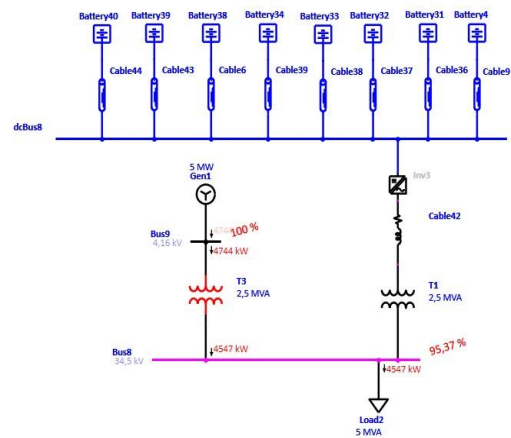 Battery40 Battery39 Battery38 Battery34 Battery33 Battery32 Battery31 Battery4
Cable44 Cable43 Cable6 Cable39 Cable38 Cable37 Cable36 Cable9
dcBus8
5 MW
Gen1
Inv3
Cable42
100 %
Bus9
4,16 kV
4744 kW
T3
2,5 MVA
T1
2,5 MVA
Bus8
34,5 kV
4547 kW
95,37 %
4547 kW
Load2
5 MVA